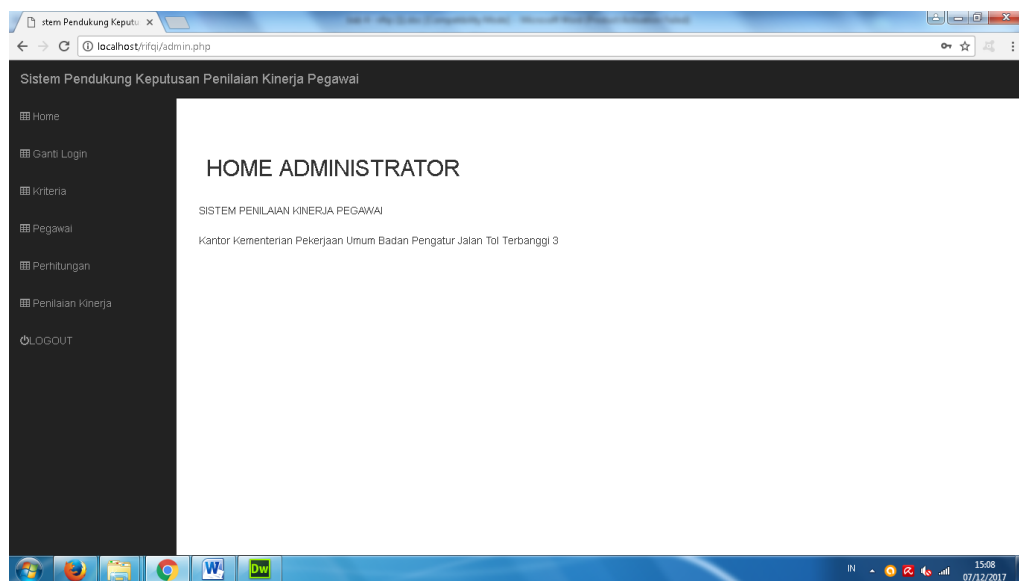 stem Pendukung Keputu
localhost/rifqi/admin.php
Sistem Pendukung Keputusan Penilaian Kinerja Pegawai
Home
Ganti Login
Kriteria
Pegawai
Perhitungan
Penilaian Kinerja
LOGOUT
HOME ADMINISTRATOR
SISTEM PENILAIAN KINERJA PEGAWAI
Kantor Kementerian Pekerjaan Umum Badan Pengatur Jalan Tol Terbanggi 3
W
Dw
IN
15:08
07/12/2017